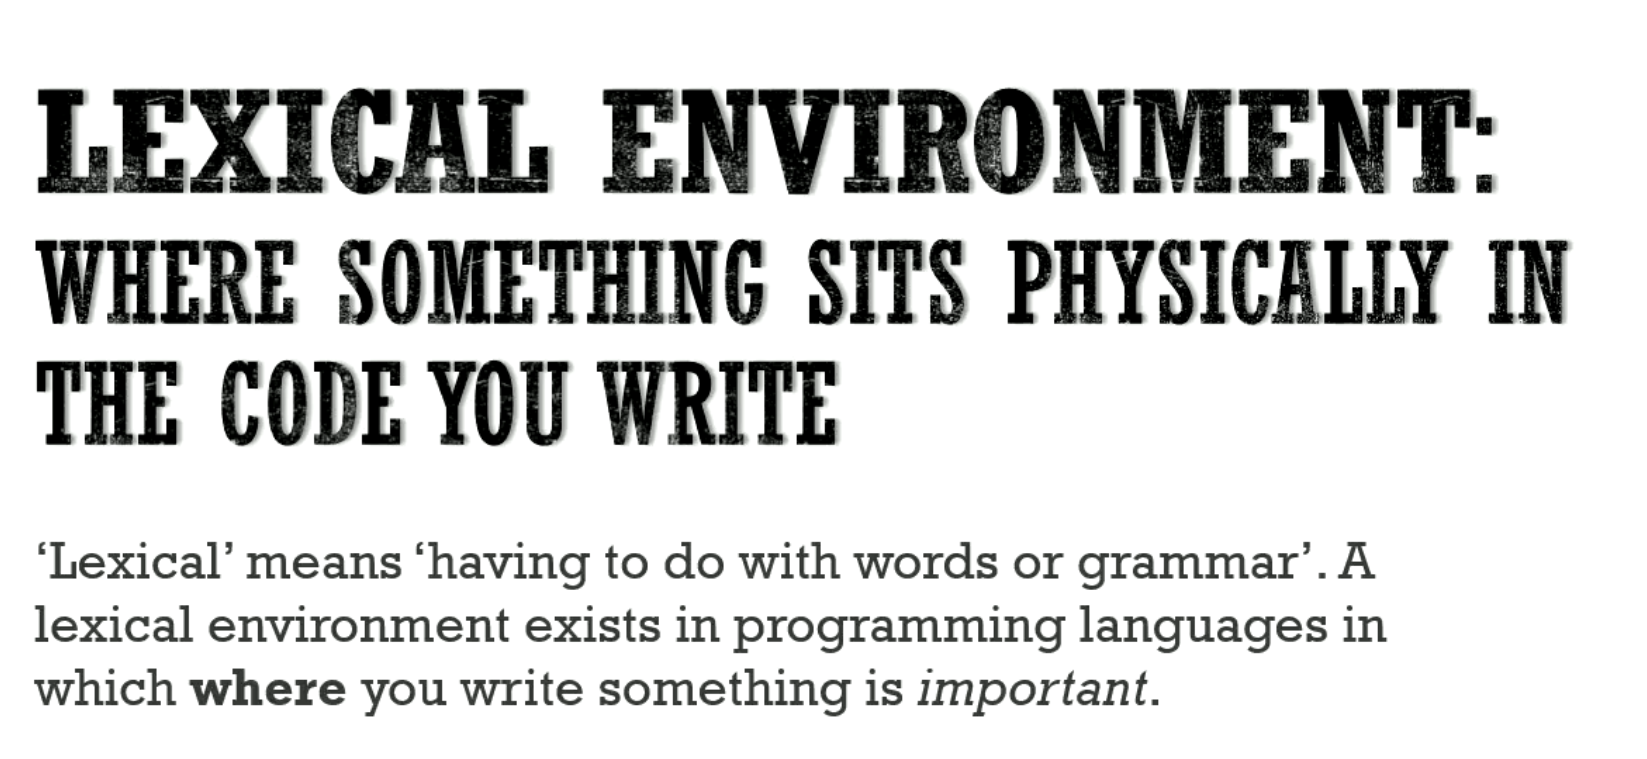 LEXICAL ENVIRONMENT:
WHERE SOMETHING SITS PHYSICALLY IN
THE CODE YOU WRITE
‘Lexical’ means ‘having to do with words or grammar’. A
lexical environment exists in programming languages in
which where you write something is important.